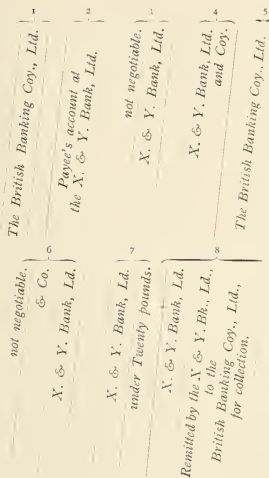 1
The British Banking Coy., Ltd.
2
Payee's account at
the X. & Y. Bank, Ltd.
3
not negotiable.
X. & Y. Bank, Ltd.
4
X. & Y. Bank, Ltd.
and Coy.
5
The British Banking Coy., Ltd.
6
not negotiable.
& Co.
X. & Y. Bank, Ld.
7
X. & Y. Bank, Ld.
under Twenty pounds.
8
X. & Y. Bank, Ld.
Remitted by the X & Y. Bk., Ld.,
to the
British Banking Coy., Ltd.,
for collection.